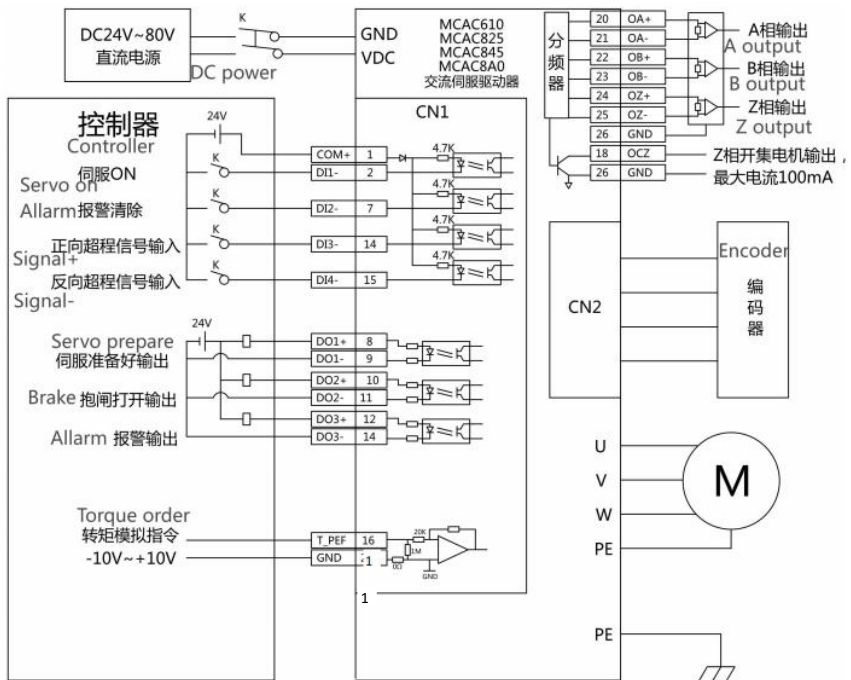 DC24V~80V
直流电源
DC power
K
GND
VDC
MCAC610
MCAC825
MCAC845
MCAC8A0
交流伺服驱动器
CN1
分频器
20 OA+
21 OA-
22 OB+
23 OB-
24 OZ+
25 OZ-
26 GND
18 OCZ
26 GND
A相输出
A output
B相输出
B output
Z相输出
Z output
Z相开集电机输出,
最大电流100mA
控制器
Controller
24V
伺服ON
Servo on
K
Allarm报警清除
K
正向超程信号输入
Signal+
K
反向超程信号输入
Signal-
K
COM+ 1
DI1- 2
DI2- 7
DI3- 14
DI4- 15
4.7K
4.7K
4.7K
4.7K
24V
Servo prepare
伺服准备好输出
Brake 抱闸打开输出
Allarm 报警输出
DO1+ 8
DO1- 9
DO2+ 10
DO2- 11
DO3+ 12
DO3- 14
Torque order
转矩模拟指令
-10V~+10V
T_PEF 16
GND 1
1
20K
1M
0Ω
GND
CN2
Encoder
编码器
U
V
W
PE
M
PE